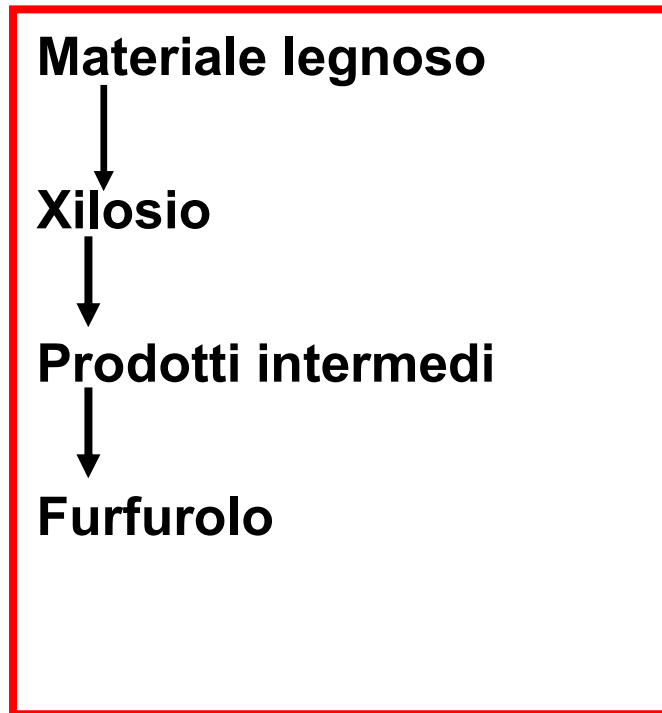 Materiale legnoso
Xilosio
Prodotti intermedi
Furfurolo